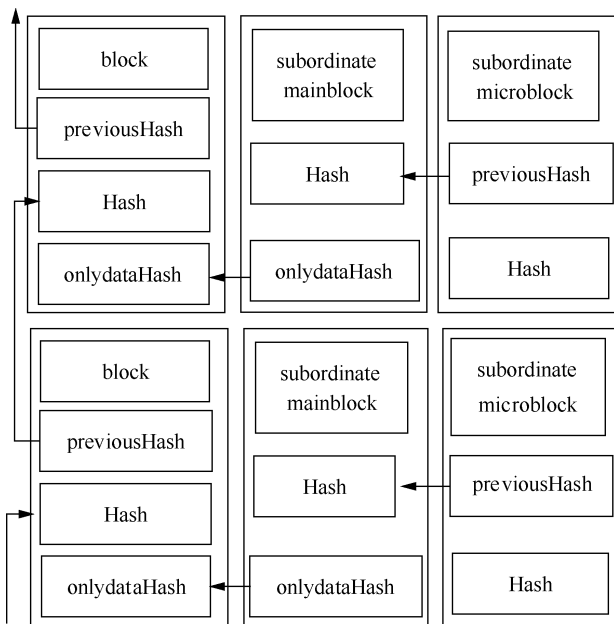 block
previousHash
Hash
onlydataHash
subordinate
mainblock
Hash
onlydataHash
subordinate
microblock
previousHash
Hash
block
previousHash
Hash
onlydataHash
subordinate
mainblock
Hash
onlydataHash
subordinate
microblock
previousHash
Hash